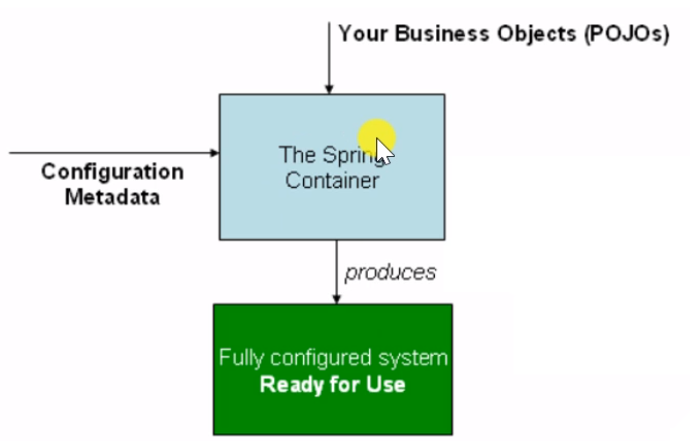 Your Business Objects (POJOs)
The Spring
Container
Configuration
Metadata
produces
Fully configured system
Ready for Use